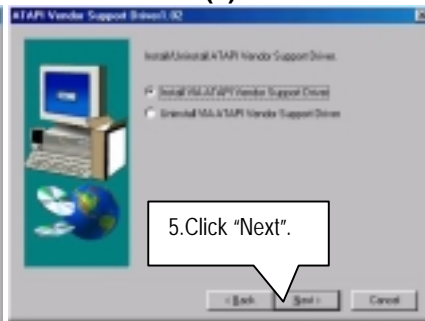 ATAPI Vendor Support Driver1.02
Install/Uninstall ATAPI Vendor Support Driver.
Install VIA ATAPI Vendor Support Driver
Uninstall VIA ATAPI Vendor Support Driver
5.Click “Next”.
< Back Next > Cancel